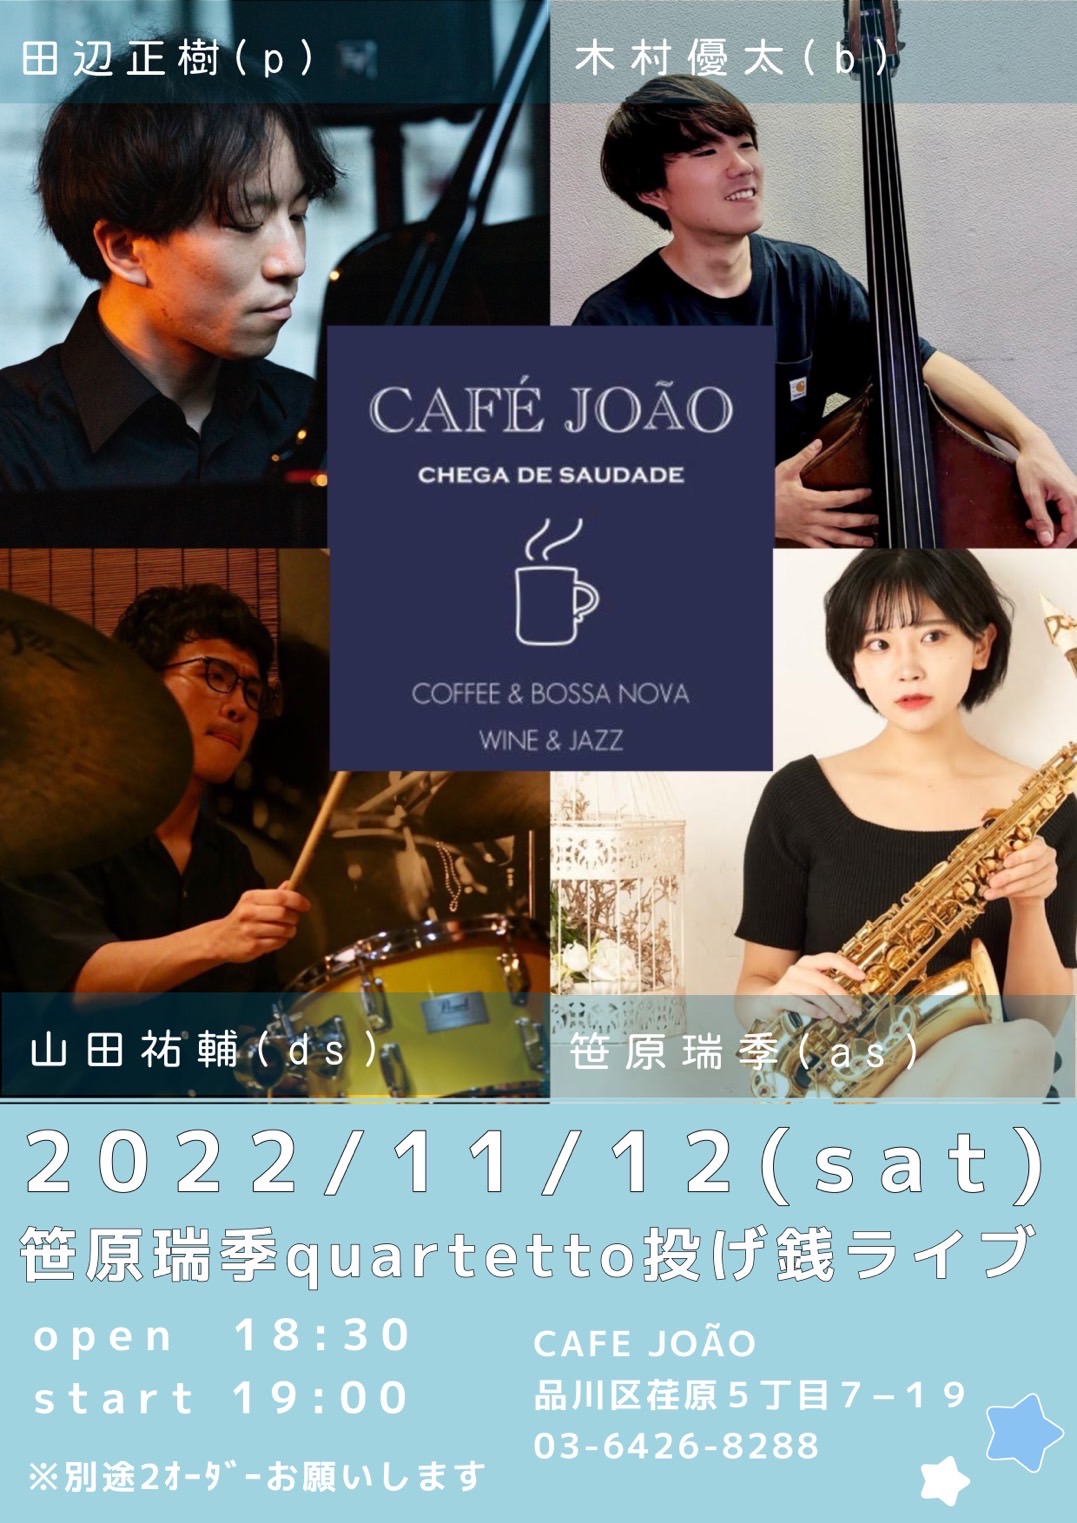 田辺正樹(p)
木村優太(b)
CAFÉ JOÃO
CHEGA DE SAUDADE
COFFEE & BOSSA NOVA
WINE & JAZZ
山田祐輔(ds)
笹原瑞季(as)
2022/11/12(sat)
笹原瑞季quartetto投げ銭ライブ
open 18:30
start 19:00
※別途2ｵｰﾀﾞｰお願いします
CAFE JOÃO
品川区荏原５丁目７−１９
03-6426-8288